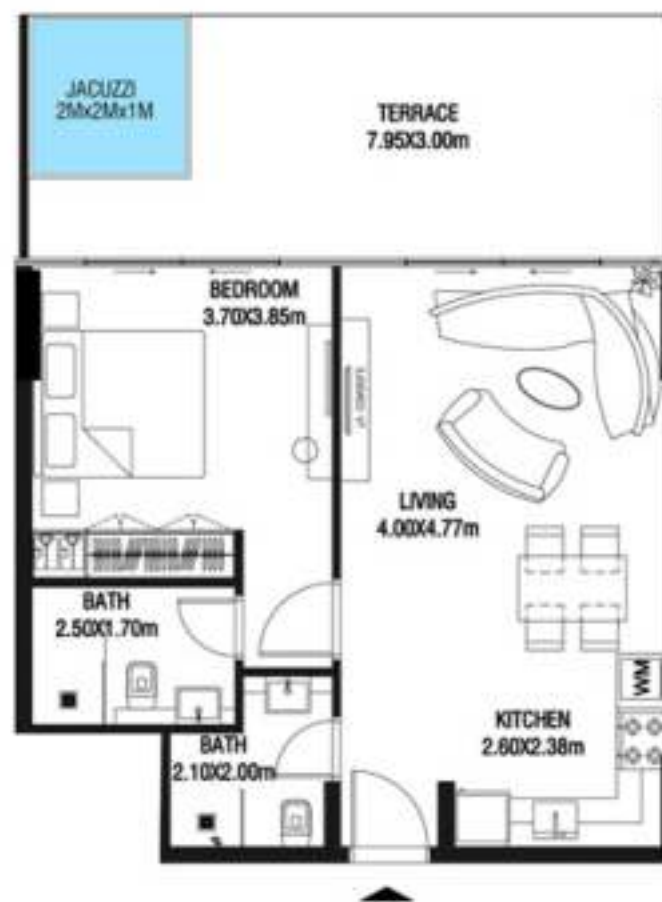 JACUZZI
2Mx2Mx1M
TERRACE
7.95X3.00m
BEDROOM
3.70X3.85m
LIVING
4.00X4.77m
BATH
2.50X1.70m
WM
KITCHEN
2.60X2.38m
BATH
2.10X2.00m